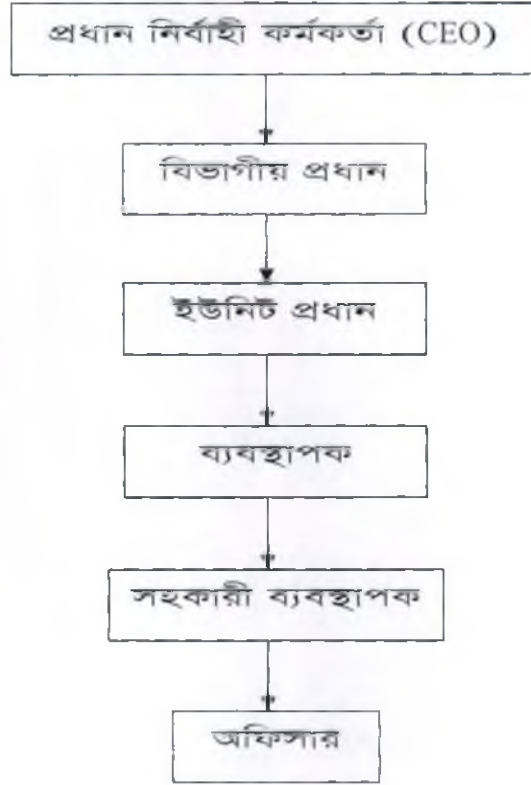 প্রধান নির্বাহী কর্মকর্তা (CEO)
বিভাগীয় প্রধান
ইউনিট প্রধান
ব্যবস্থাপক
সহকারী ব্যবস্থাপক
অফিসার